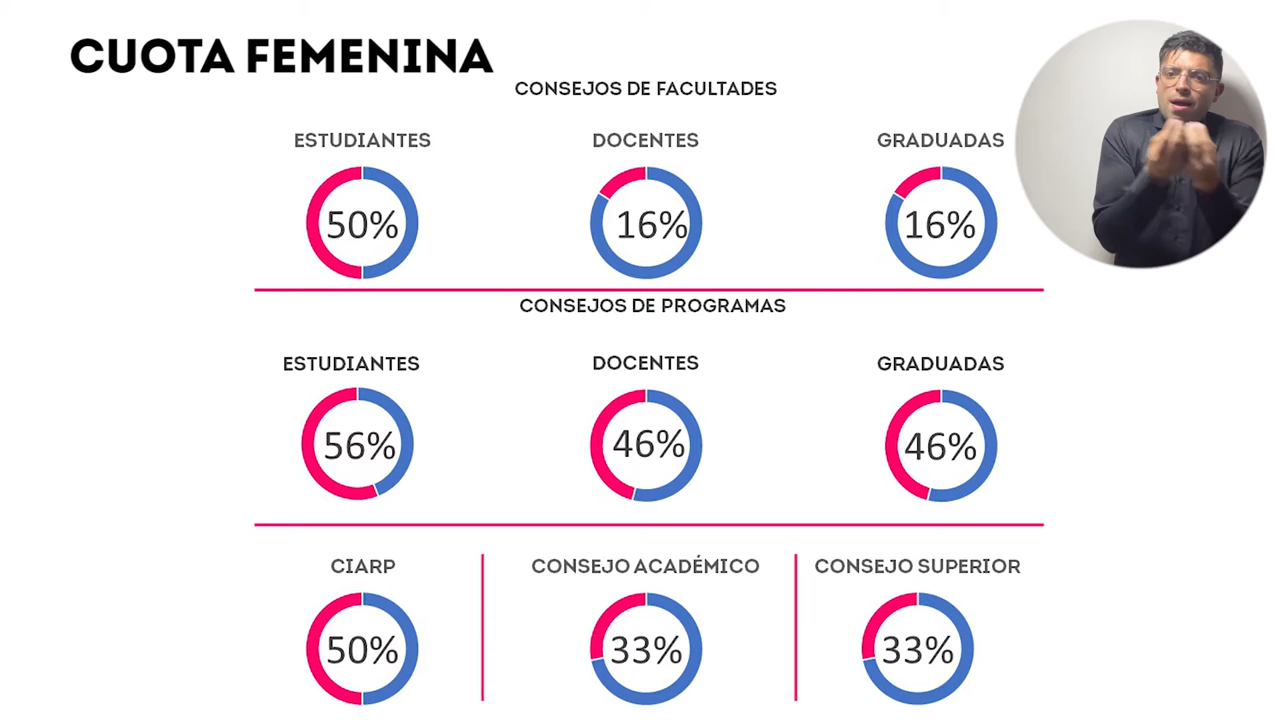 CUOTA FEMENINA
CONSEJOS DE FACULTADES
ESTUDIANTES DOCENTES GRADUADAS
50% 16% 16%
CONSEJOS DE PROGRAMAS
ESTUDIANTES DOCENTES GRADUADAS
56% 46% 46%
CIARP CONSEJO ACADÉMICO CONSEJO SUPERIOR
50% 33% 33%